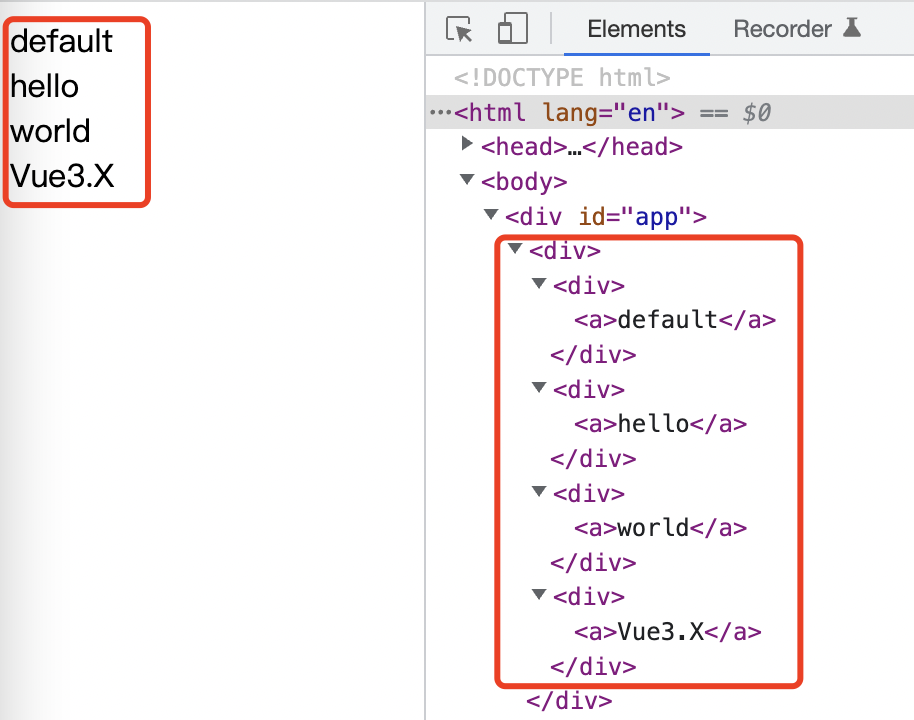 default
hello
world
Vue3.X
Elements
Recorder
<!DOCTYPE html>
···<html lang="en"> == $0
<head>…</head>
<body>
<div id="app">
<div>
<div>
<a>default</a>
</div>
<div>
<a>hello</a>
</div>
<div>
<a>world</a>
</div>
<div>
<a>Vue3.X</a>
</div>
</div>